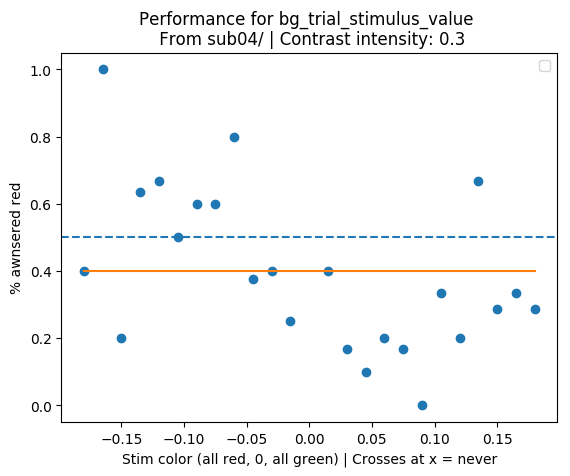 Performance for bg_trial_stimulus_value
From sub04/ | Contrast intensity: 0.3
1.0
0.8
0.6
0.4
0.2
0.0
% awnsered red
−0.15 −0.10 −0.05 0.00 0.05 0.10 0.15
Stim color (all red, 0, all green) | Crosses at x = never